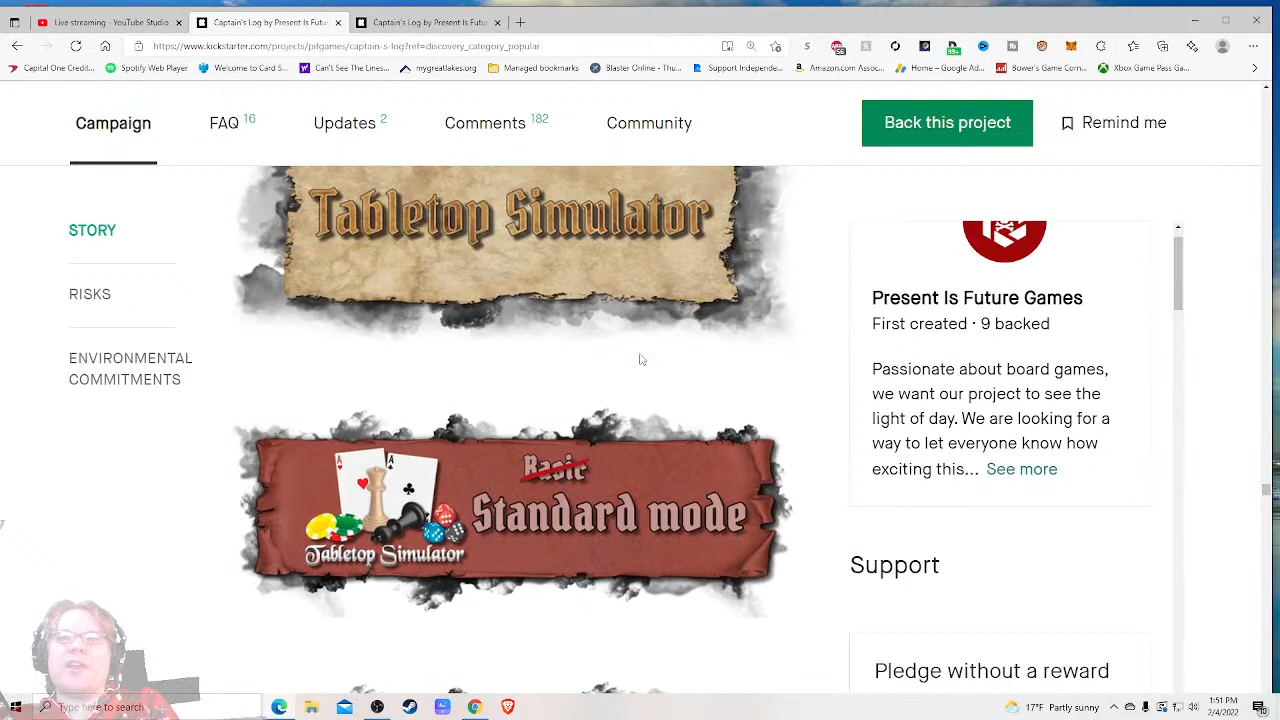 Live streaming - YouTube Studio
Captain's Log by Present Is Futu
Captain's Log by Present Is Futur
https://www.kickstarter.com/projects/pifgames/captain-s-log?ref=discovery_category_popular
Capital One Credit...
Spotify Web Player
Welcome to Card S...
Can't See The Lines...
mygreatlakes.org
Managed bookmarks
Blaster Online - Thu...
Support Independe...
Amazon.com Assoc...
Home - Google Ad...
Bower's Game Corn...
Xbox Game Pass Ga...
Campaign
FAQ 16
Updates 2
Comments 182
Community
Back this project
Remind me
STORY
RISKS
ENVIRONMENTAL
COMMITMENTS
Tabletop Simulator
Basic
Standard mode
Tabletop Simulator
Present Is Future Games
First created · 9 backed
Passionate about board games,
we want our project to see the
light of day. We are looking for a
way to let everyone know how
exciting this... See more
Support
Pledge without a reward
Type here to search
17°F Partly sunny
1:51 PM
2/4/2022